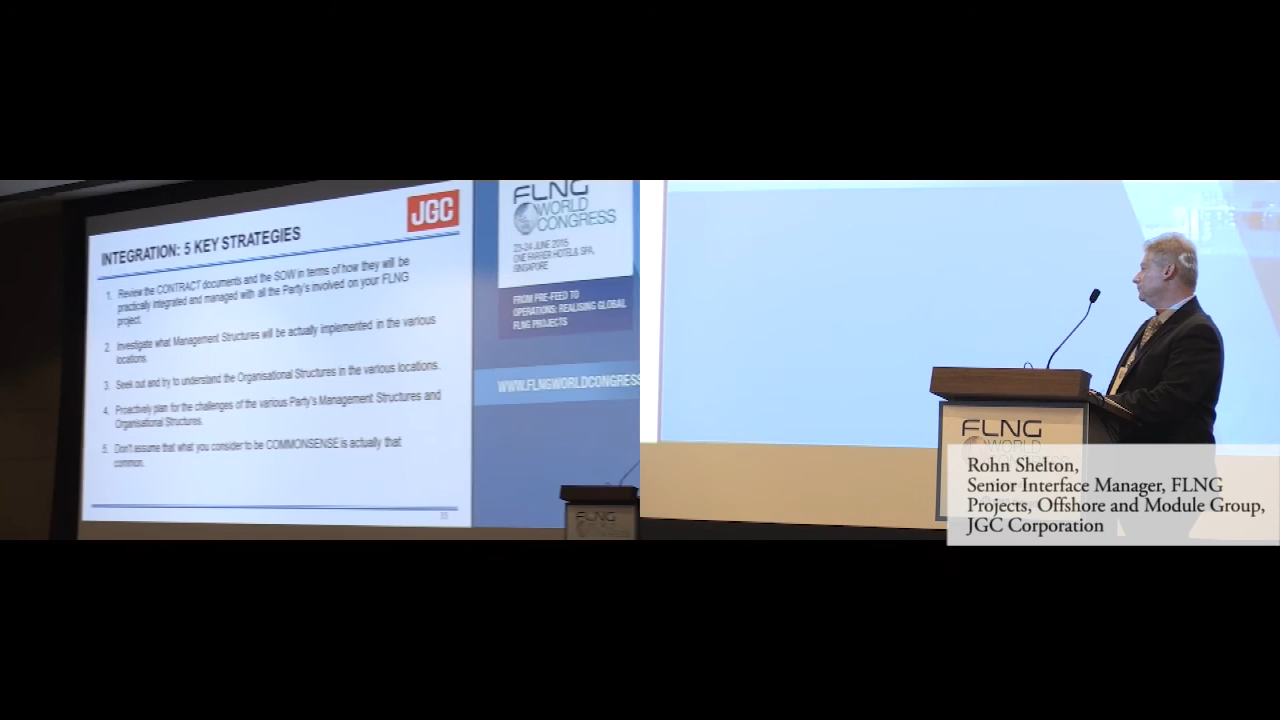 JGC
INTEGRATION: 5 KEY STRATEGIES
1. Review the CONTRACT documents and the SOW in terms of how they will be
practically integrated and managed with all the Party's involved on your FLNG
project.
2. Investigate what Management Structures will be actually implemented in the various
locations.
3. Seek out and try to understand the Organisational Structures in the various locations.
4. Proactively plan for the challenges of the various Party's Management Structures and
Organisational Structures.
5. Don't assume that what you consider to be COMMONSENSE is actually that
common.
35
FLNG
WORLD
CONGRESS
23-24 JUNE 2015
ONE FARRER HOTEL & SPA,
SINGAPORE
FROM PRE-FEED TO
OPERATIONS: REALISING GLOBAL
FLNG PROJECTS
WWW.FLNGWORLDCONGRESS
FLNG
FLNG
WORLD
Rohn Shelton,
Senior Interface Manager, FLNG
Projects, Offshore and Module Group,
JGC Corporation